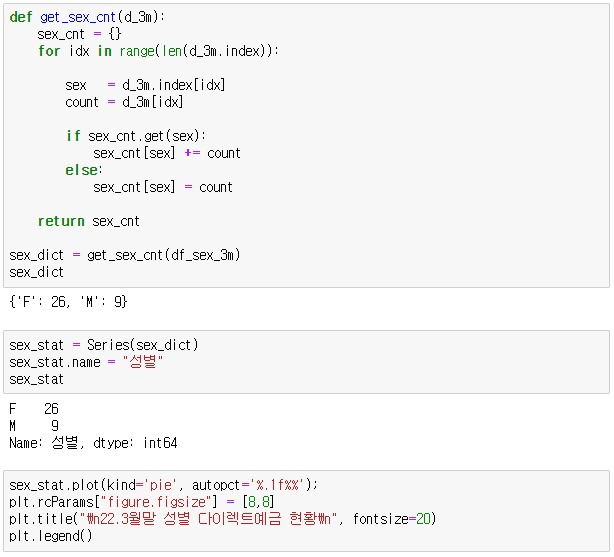 def get_sex_cnt(d_3m):
    sex_cnt = {}
    for idx in range(len(d_3m.index)):
        sex   = d_3m.index[idx]
        count = d_3m[idx]
        if sex_cnt.get(sex):
            sex_cnt[sex] += count
        else:
            sex_cnt[sex] = count
    return sex_cnt
sex_dict = get_sex_cnt(df_sex_3m)
sex_dict
{'F': 26, 'M': 9}
sex_stat = Series(sex_dict)
sex_stat.name = "성별"
sex_stat
F    26
M     9
Name: 성별, dtype: int64
sex_stat.plot(kind='pie', autopct='%.1f%%');
plt.rcParams["figure.figsize"] = [8,8]
plt.title("₩n22.3월말 성별 다이렉트예금 현황₩n", fontsize=20)
plt.legend()